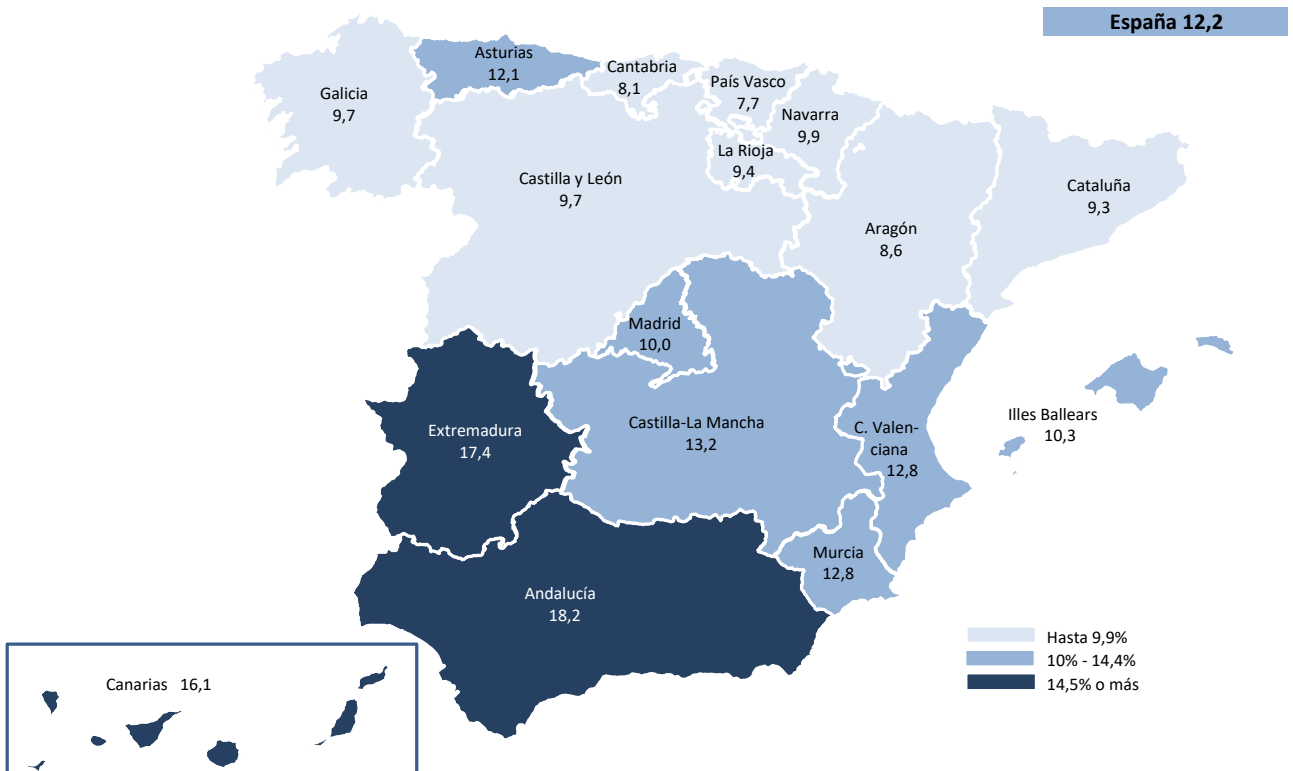 España 12,2
Asturias
12,1
Cantabria
8,1
País Vasco
7,7
Galicia
9,7
Navarra
9,9
La Rioja
9,4
Castilla y León
9,7
Cataluña
9,3
Aragón
8,6
Madrid
10,0
Illes Ballears
10,3
Castilla-La Mancha
13,2
C. Valen-
ciana
12,8
Extremadura
17,4
Murcia
12,8
Andalucía
18,2
Hasta 9,9%
10% - 14,4%
14,5% o más
Canarias 16,1